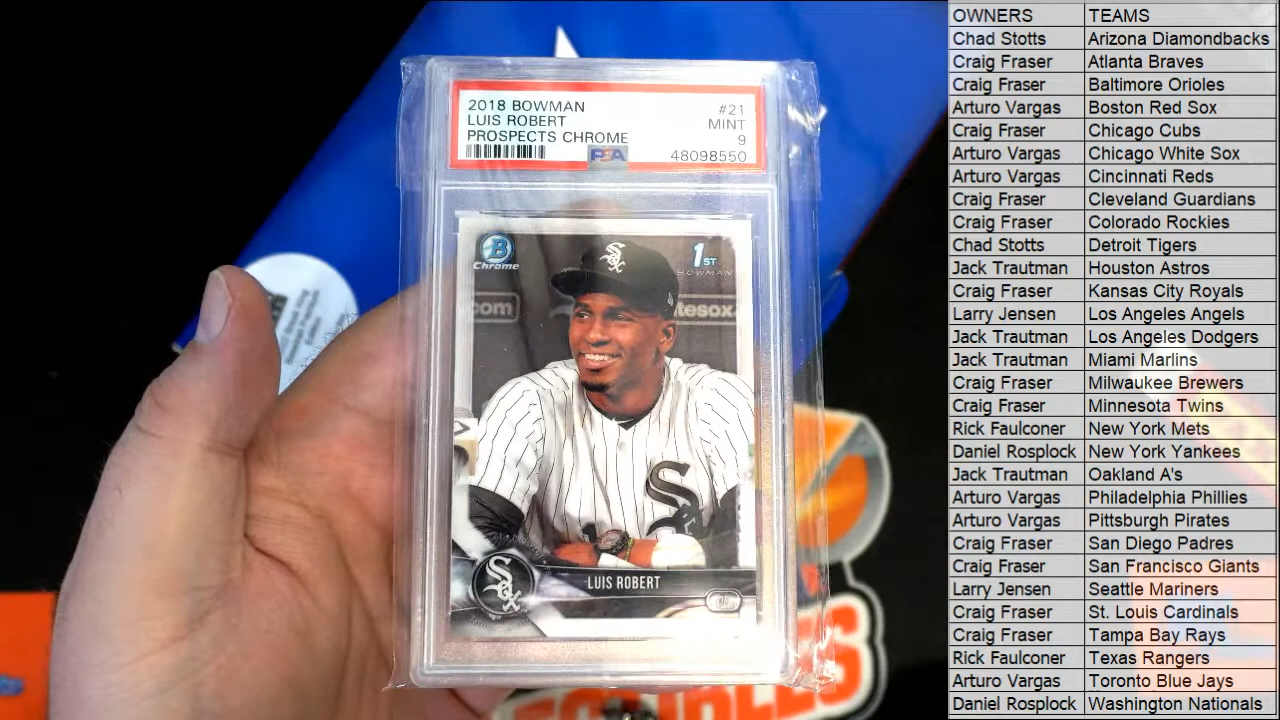 2018 BOWMAN #21
LUIS ROBERT MINT
PROSPECTS CHROME 9
PSA 48098550
B
Chrome
1ST
BOWMAN
.com
tesox
Sox
LUIS ROBERT
Sox
OF
OWNERS TEAMS
Chad Stotts Arizona Diamondbacks
Craig Fraser Atlanta Braves
Craig Fraser Baltimore Orioles
Arturo Vargas Boston Red Sox
Craig Fraser Chicago Cubs
Arturo Vargas Chicago White Sox
Arturo Vargas Cincinnati Reds
Craig Fraser Cleveland Guardians
Craig Fraser Colorado Rockies
Chad Stotts Detroit Tigers
Jack Trautman Houston Astros
Craig Fraser Kansas City Royals
Larry Jensen Los Angeles Angels
Jack Trautman Los Angeles Dodgers
Jack Trautman Miami Marlins
Craig Fraser Milwaukee Brewers
Craig Fraser Minnesota Twins
Rick Faulconer New York Mets
Daniel Rosplock New York Yankees
Jack Trautman Oakland A's
Arturo Vargas Philadelphia Phillies
Arturo Vargas Pittsburgh Pirates
Craig Fraser San Diego Padres
Craig Fraser San Francisco Giants
Larry Jensen Seattle Mariners
Craig Fraser St. Louis Cardinals
Craig Fraser Tampa Bay Rays
Rick Faulconer Texas Rangers
Arturo Vargas Toronto Blue Jays
Daniel Rosplock Washington Nationals